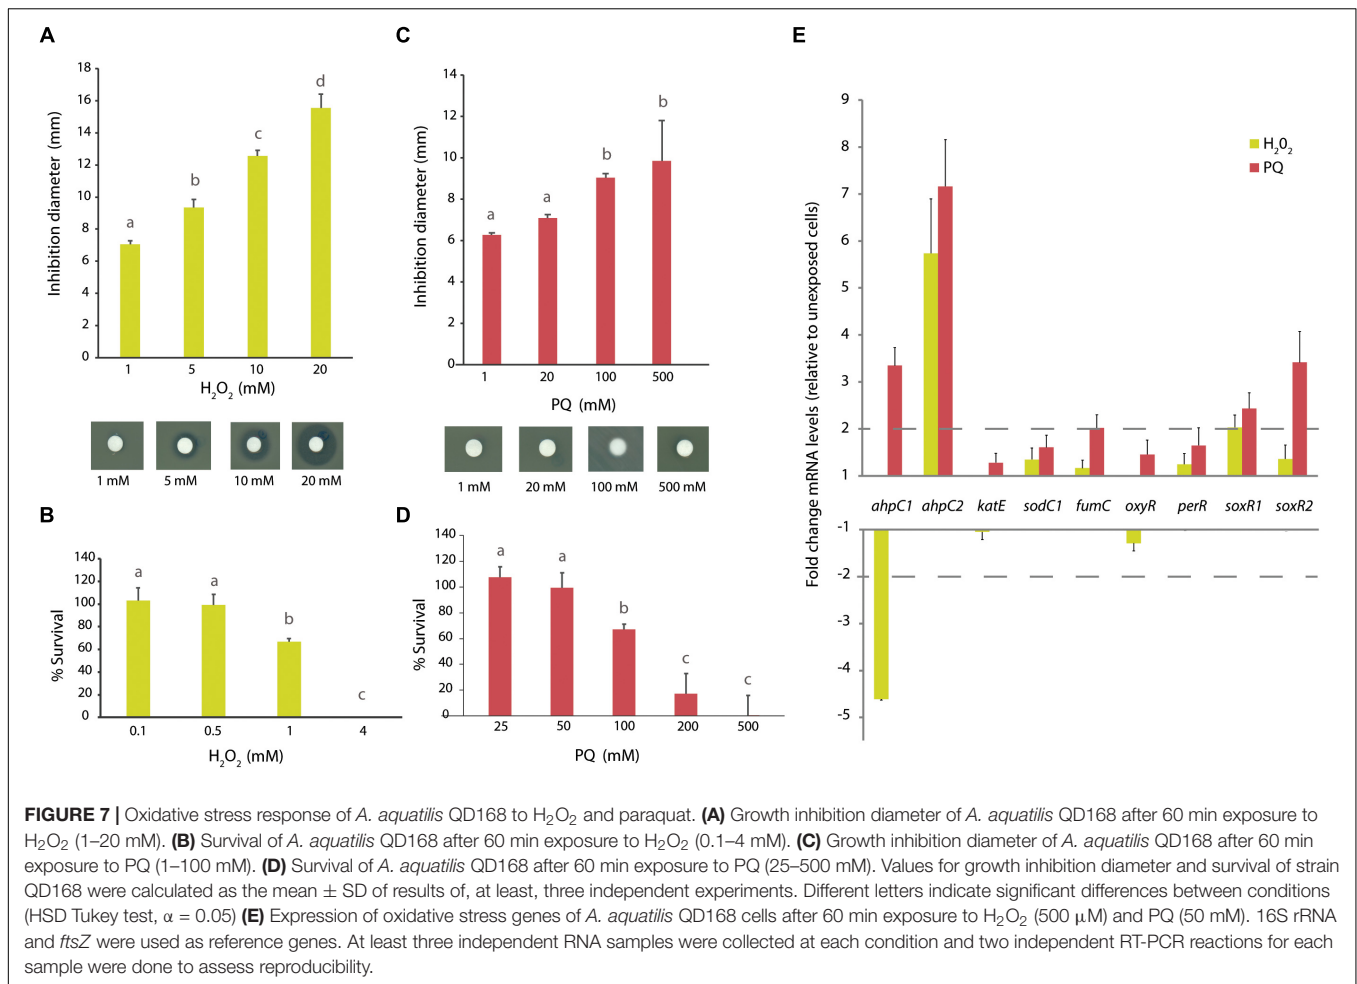 A
Inhibition diameter (mm)
18
16
14
12
10
8
6
4
2
0
a
b
c
d
1 5 10 20
H₂O₂ (mM)
1 mM 5 mM 10 mM 20 mM
B
% Survival
140
120
100
80
60
40
20
0
a
a
b
c
0.1 0.5 1 4
H₂O₂ (mM)
C
Inhibition diameter (mm)
14
12
10
8
6
4
2
0
a
a
b
b
1 20 100 500
PQ (mM)
1 mM 20 mM 100 mM 500 mM
D
% Survival
140
120
100
80
60
40
20
0
a
a
b
c
c
25 50 100 200 500
PQ (mM)
E
Fold change mRNA levels (relative to unexposed cells)
9
8
7
6
5
4
3
2
1
H₂0₂
PQ
ahpC1 ahpC2 katE sodC1 fumC oxyR perR soxR1 soxR2
-1
-2
-3
-4
-5
FIGURE 7 | Oxidative stress response of A. aquatilis QD168 to H₂O₂ and paraquat. (A) Growth inhibition diameter of A. aquatilis QD168 after 60 min exposure to
H₂O₂ (1–20 mM). (B) Survival of A. aquatilis QD168 after 60 min exposure to H₂O₂ (0.1–4 mM). (C) Growth inhibition diameter of A. aquatilis QD168 after 60 min
exposure to PQ (1–100 mM). (D) Survival of A. aquatilis QD168 after 60 min exposure to PQ (25–500 mM). Values for growth inhibition diameter and survival of strain
QD168 were calculated as the mean ± SD of results of, at least, three independent experiments. Different letters indicate significant differences between conditions
(HSD Tukey test, α = 0.05) (E) Expression of oxidative stress genes of A. aquatilis QD168 cells after 60 min exposure to H₂O₂ (500 μM) and PQ (50 mM). 16S rRNA
and ftsZ were used as reference genes. At least three independent RNA samples were collected at each condition and two independent RT-PCR reactions for each
sample were done to assess reproducibility.